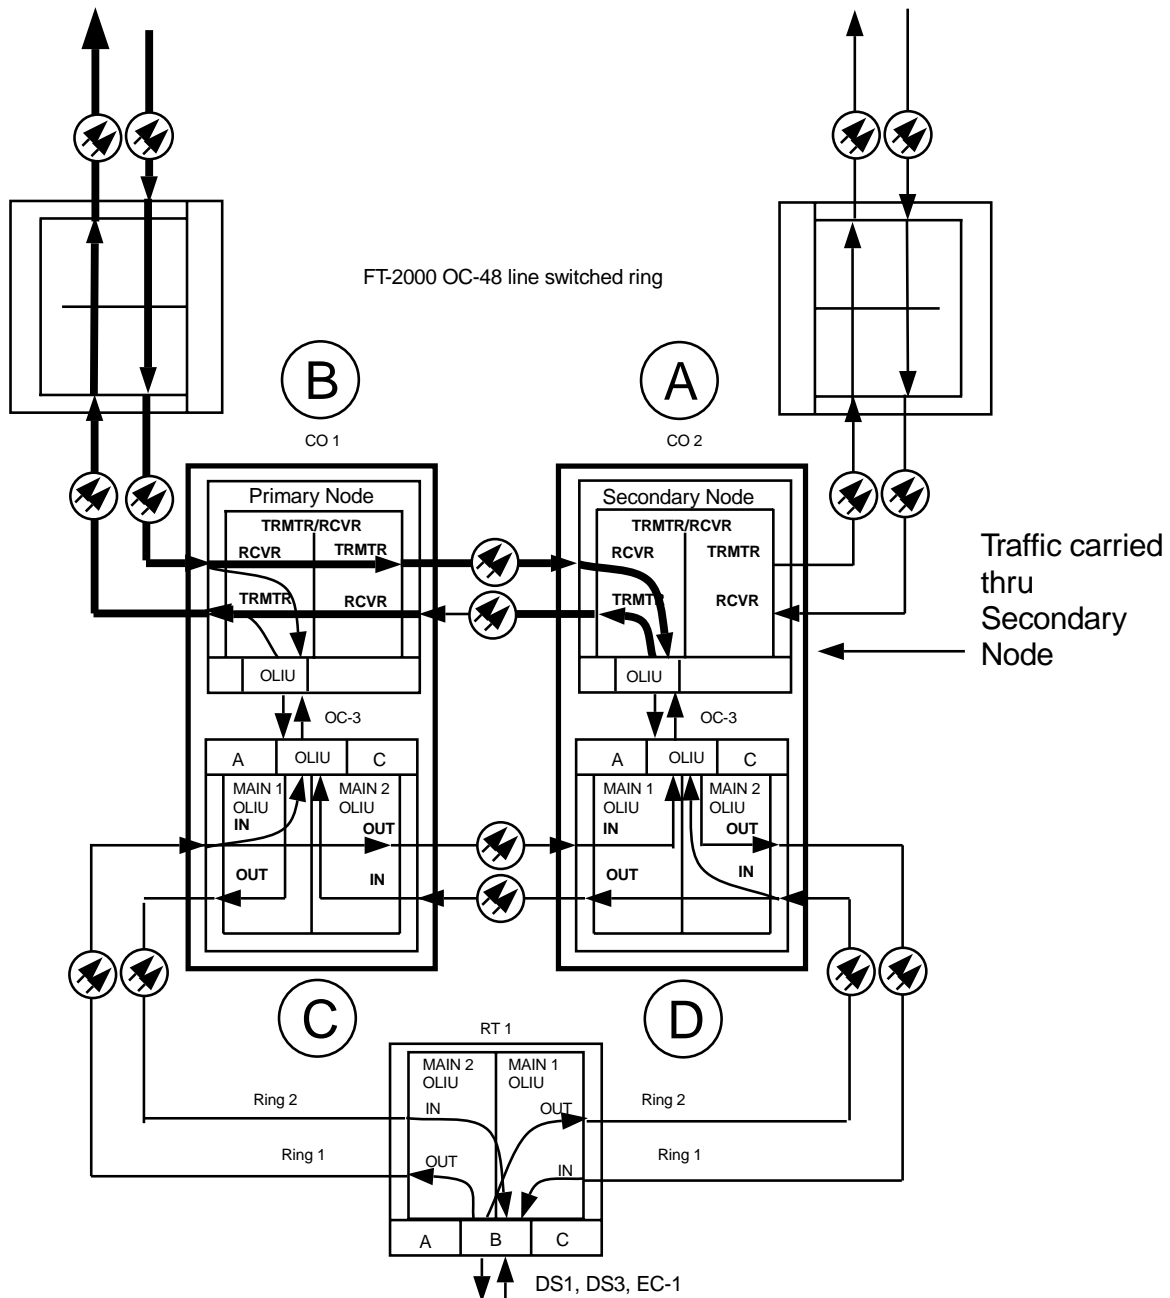 FT-2000 OC-48 line switched ring
B
A
CO 1
CO 2
Primary Node
TRMTR/RCVR
RCVR
TRMTR
TRMTR
RCVR
OLIU
Secondary Node
TRMTR/RCVR
RCVR
TRMTR
TRMTR
RCVR
OLIU
Traffic carried
thru
Secondary
Node
OC-3
OC-3
A
OLIU
C
MAIN 1
OLIU
MAIN 2
OLIU
IN
OUT
OUT
IN
A
OLIU
C
MAIN 1
OLIU
MAIN 2
OLIU
IN
OUT
OUT
IN
C
D
RT 1
MAIN 2
OLIU
MAIN 1
OLIU
IN
OUT
OUT
IN
Ring 2
Ring 2
Ring 1
Ring 1
A
B
C
DS1, DS3, EC-1